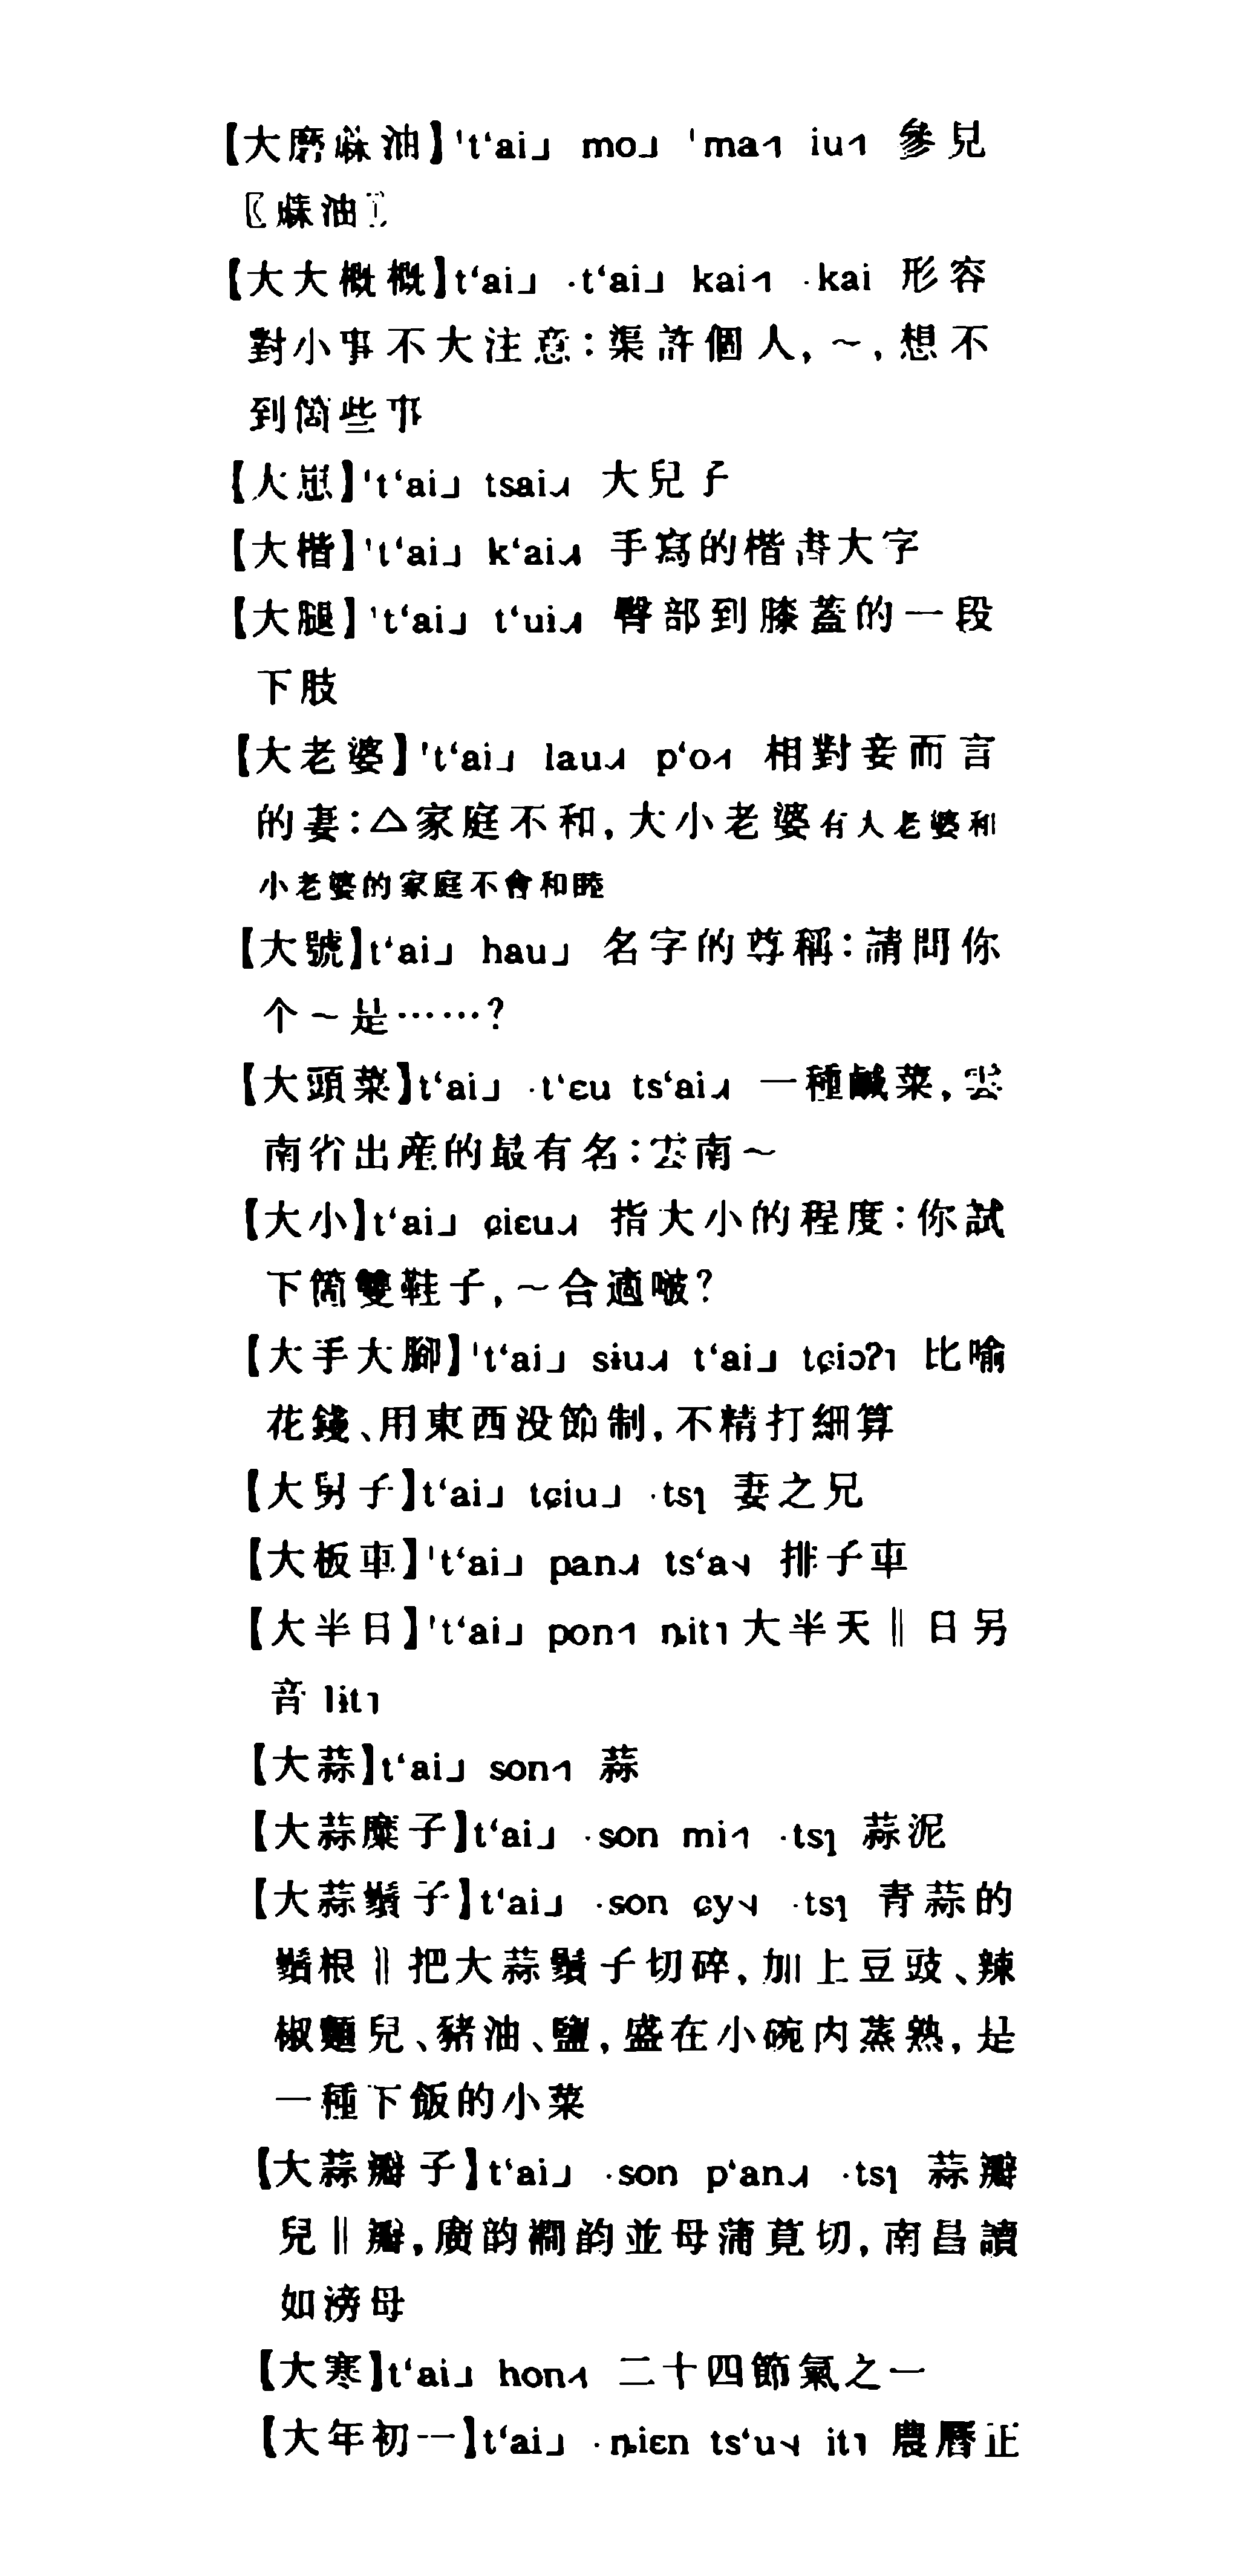 【大磨蔴油】ˈtʻai˩ mo˩ ˈma˧ iu˧ 參見
〖蔴油〗
【大大概概】tʻai˩ ·tʻai˩ kai˧ ·kai 形容
對小事不大注意：渠許個人，～，想不
到箇些事
【大崽】ˈtʻai˩ tsai˨ 大兒子
【大楷】ˈtʻai˩ kʻai˨ 手寫的楷書大字
【大腿】ˈtʻai˩ tʻui˨ 臀部到膝蓋的一段
下肢
【大老婆】ˈtʻai˩ lau˨ pʻo˧ 相對妾而言
的妻：△家庭不和，大小老婆有大老婆和
小老婆的家庭不會和睦
【大號】tʻai˩ hau˩ 名字的尊稱：請問你
个～是……？
【大頭菜】tʻai˩ ·tʻɛu tsʻai˨ 一種鹹菜，雲
南省出產的最有名：雲南～
【大小】tʻai˩ ɕiɛu˨ 指大小的程度：你試
下箇雙鞋子，～合適啵？
【大手大腳】ˈtʻai˩ sɨu˨ tʻai˩ tɕiɔʔ˥ 比喻
花錢、用東西没節制，不精打細算
【大舅子】tʻai˩ tɕiu˩ ·tsɿ 妻之兄
【大板車】ˈtʻai˩ pan˨ tsʻa˧ 排子車
【大半日】ˈtʻai˩ pon˧ ȵit˥ 大半天‖日另
音 lɨt˥
【大蒜】tʻai˩ son˧ 蒜
【大蒜糜子】tʻai˩ ·son mi˧ ·tsɿ 蒜泥
【大蒜鬚子】tʻai˩ ·son ɕy˧ ·tsɿ 青蒜的
鬚根‖把大蒜鬚子切碎，加上豆豉、辣
椒麵兒、豬油、鹽，盛在小碗内蒸熟，是
一種下飯的小菜
【大蒜瓣子】tʻai˩ ·son pʻan˨ ·tsɿ 蒜瓣
兒‖瓣，廣韵襉韵並母蒲莧切，南昌讀
如滂母
【大寒】tʻai˩ hon˧ 二十四節氣之一
【大年初一】tʻai˩ ·ȵiɛn tsʻu˧ it˥ 農曆正